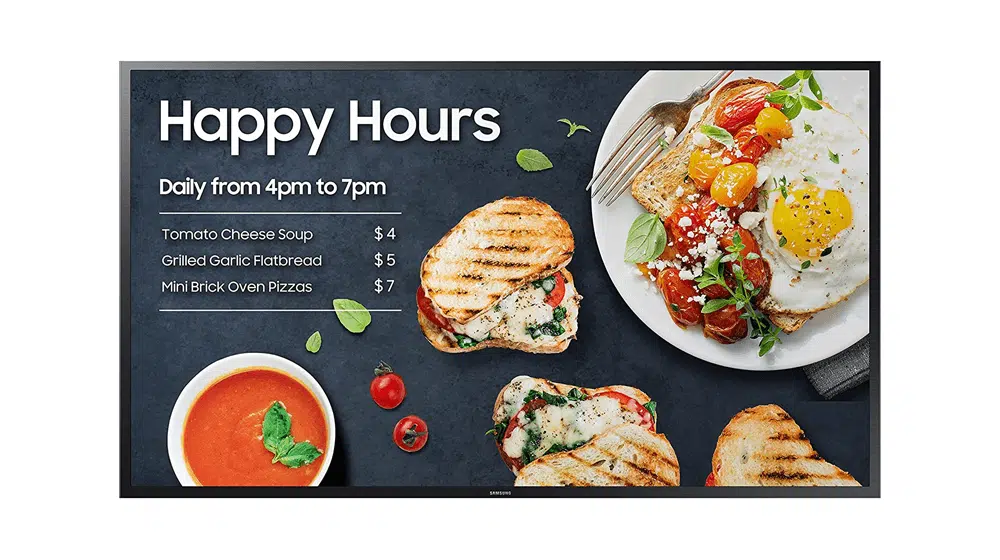 Happy Hours
Daily from 4pm to 7pm
Tomato Cheese Soup $4
Grilled Garlic Flatbread $5
Mini Brick Oven Pizzas $7
SAMSUNG